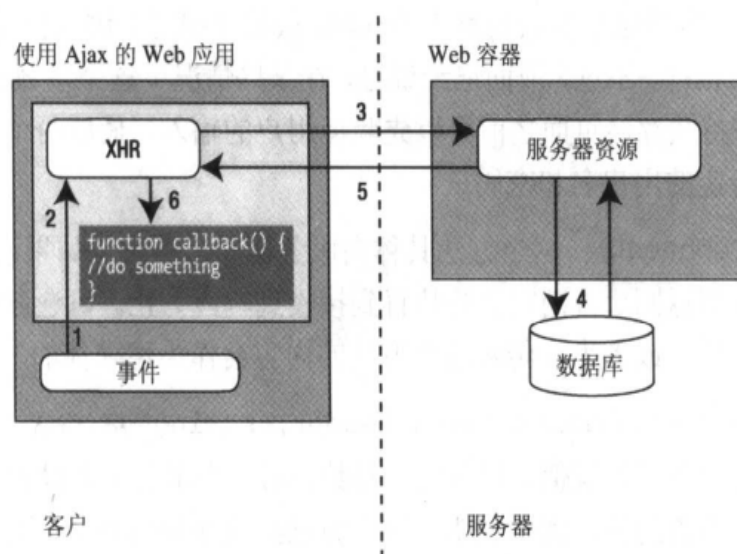 使用 Ajax 的 Web 应用
Web 容器
XHR
3
服务器资源
5
2
6
function callback() {
//do something
}
1
事件
4
数据库
客户
服务器